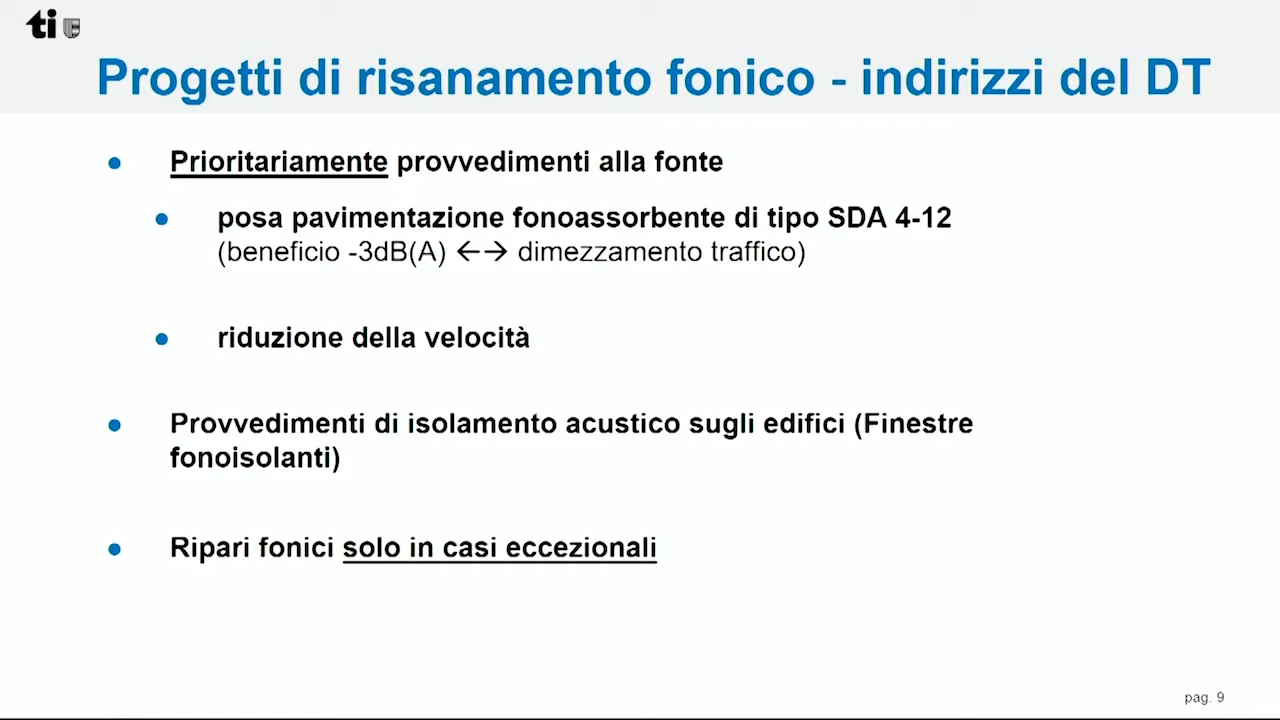 ti
Progetti di risanamento fonico - indirizzi del DT
Prioritariamente provvedimenti alla fonte
posa pavimentazione fonoassorbente di tipo SDA 4-12
(beneficio -3dB(A) ←→ dimezzamento traffico)
riduzione della velocità
Provvedimenti di isolamento acustico sugli edifici (Finestre
fonoisolanti)
Ripari fonici solo in casi eccezionali
pag. 9